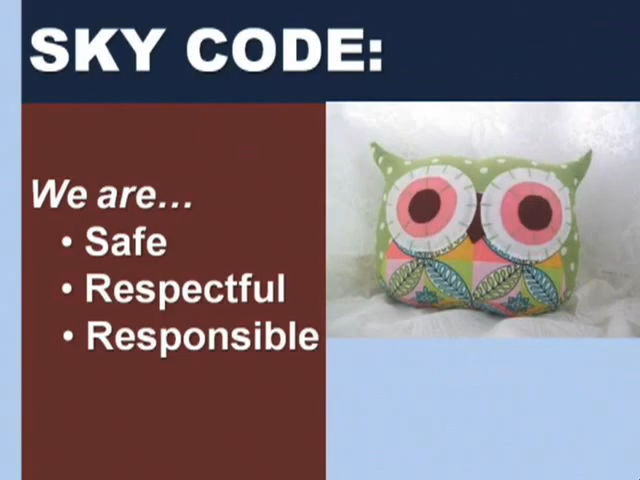 SKY CODE:
We are…
• Safe
• Respectful
• Responsible